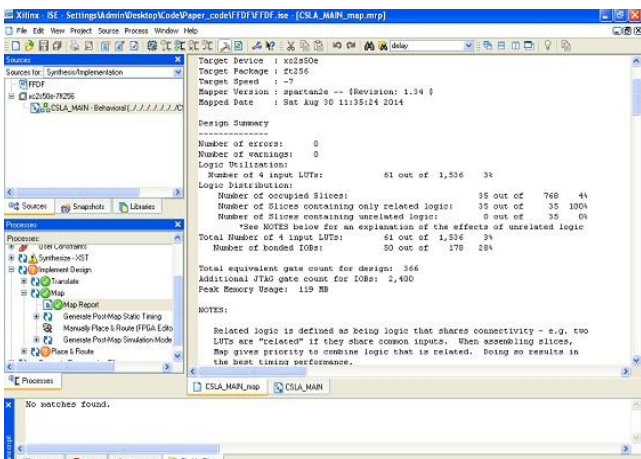 Xilinx - ISE - Settings\Admin\Desktop\Code\Paper_code\FFDF\FFDF.ise - [CSLA_MAIN_map.mrp]
File Edit View Project Source Process Window Help
delay
Sources
Sources for: Synthesis/Implementation
FFDF
xc2s50e-7ft256
CSLA_MAIN - Behavioral
Sources Snapshots Libraries
Processes
Processes:
User Constraints
Synthesize - XST
Implement Design
Translate
Map
Map Report
Generate Post-Map Static Timing
Manually Place & Route (FPGA Edito
Generate Post-Map Simulation Mode
Place & Route
Processes
Target Device : xc2s50e
Target Package : ft256
Target Speed : -7
Mapper Version : spartan2e -- $Revision: 1.34 $
Mapped Date : Sat Aug 30 11:35:24 2014
Design Summary
--------------
Number of errors: 0
Number of warnings: 0
Logic Utilization:
Number of 4 input LUTs: 61 out of 1,536 3%
Logic Distribution:
Number of occupied Slices: 35 out of 768 4%
Number of Slices containing only related logic: 35 out of 35 100%
Number of Slices containing unrelated logic: 0 out of 35 0%
*See NOTES below for an explanation of the effects of unrelated logic
Total Number of 4 input LUTs: 61 out of 1,536 3%
Number of bonded IOBs: 50 out of 178 28%
Total equivalent gate count for design: 366
Additional JTAG gate count for IOBs: 2,400
Peak Memory Usage: 119 MB
NOTES:
Related logic is defined as being logic that shares connectivity - e.g. two
LUTs are "related" if they share common inputs. When assembling slices,
Map gives priority to combine logic that is related. Doing so results in
the best timing performance.
CSLA_MAIN_map CSLA_MAIN
No matches found.